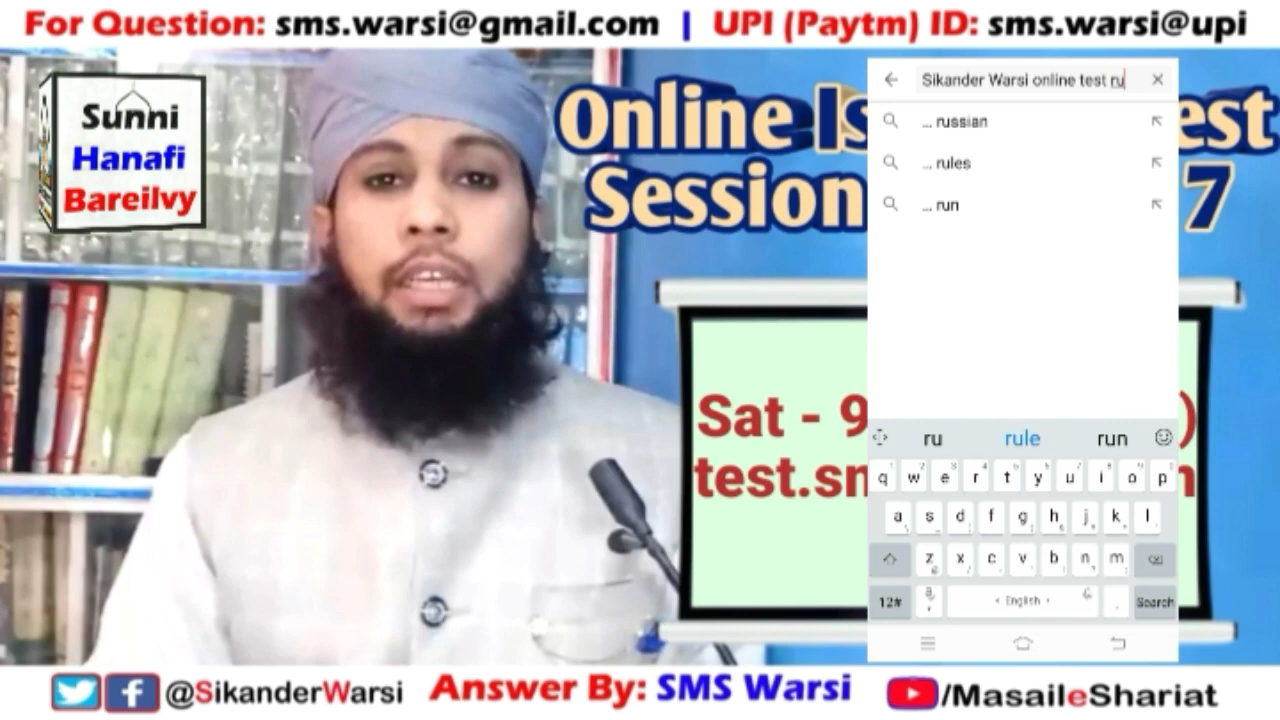 For Question: sms.warsi@gmail.com | UPI (Paytm) ID: sms.warsi@upi
Sunni
Hanafi
Bareilvy
Online Is est
Session 7
Sat - 9 )
test.sm
Sikander Warsi online test ru
... russian
... rules
... run
ru rule run
q w e r t y u i o p
a s d f g h j k l
z x c v b n m
12# English Search
@SikanderWarsi Answer By: SMS Warsi /MasaileShariat